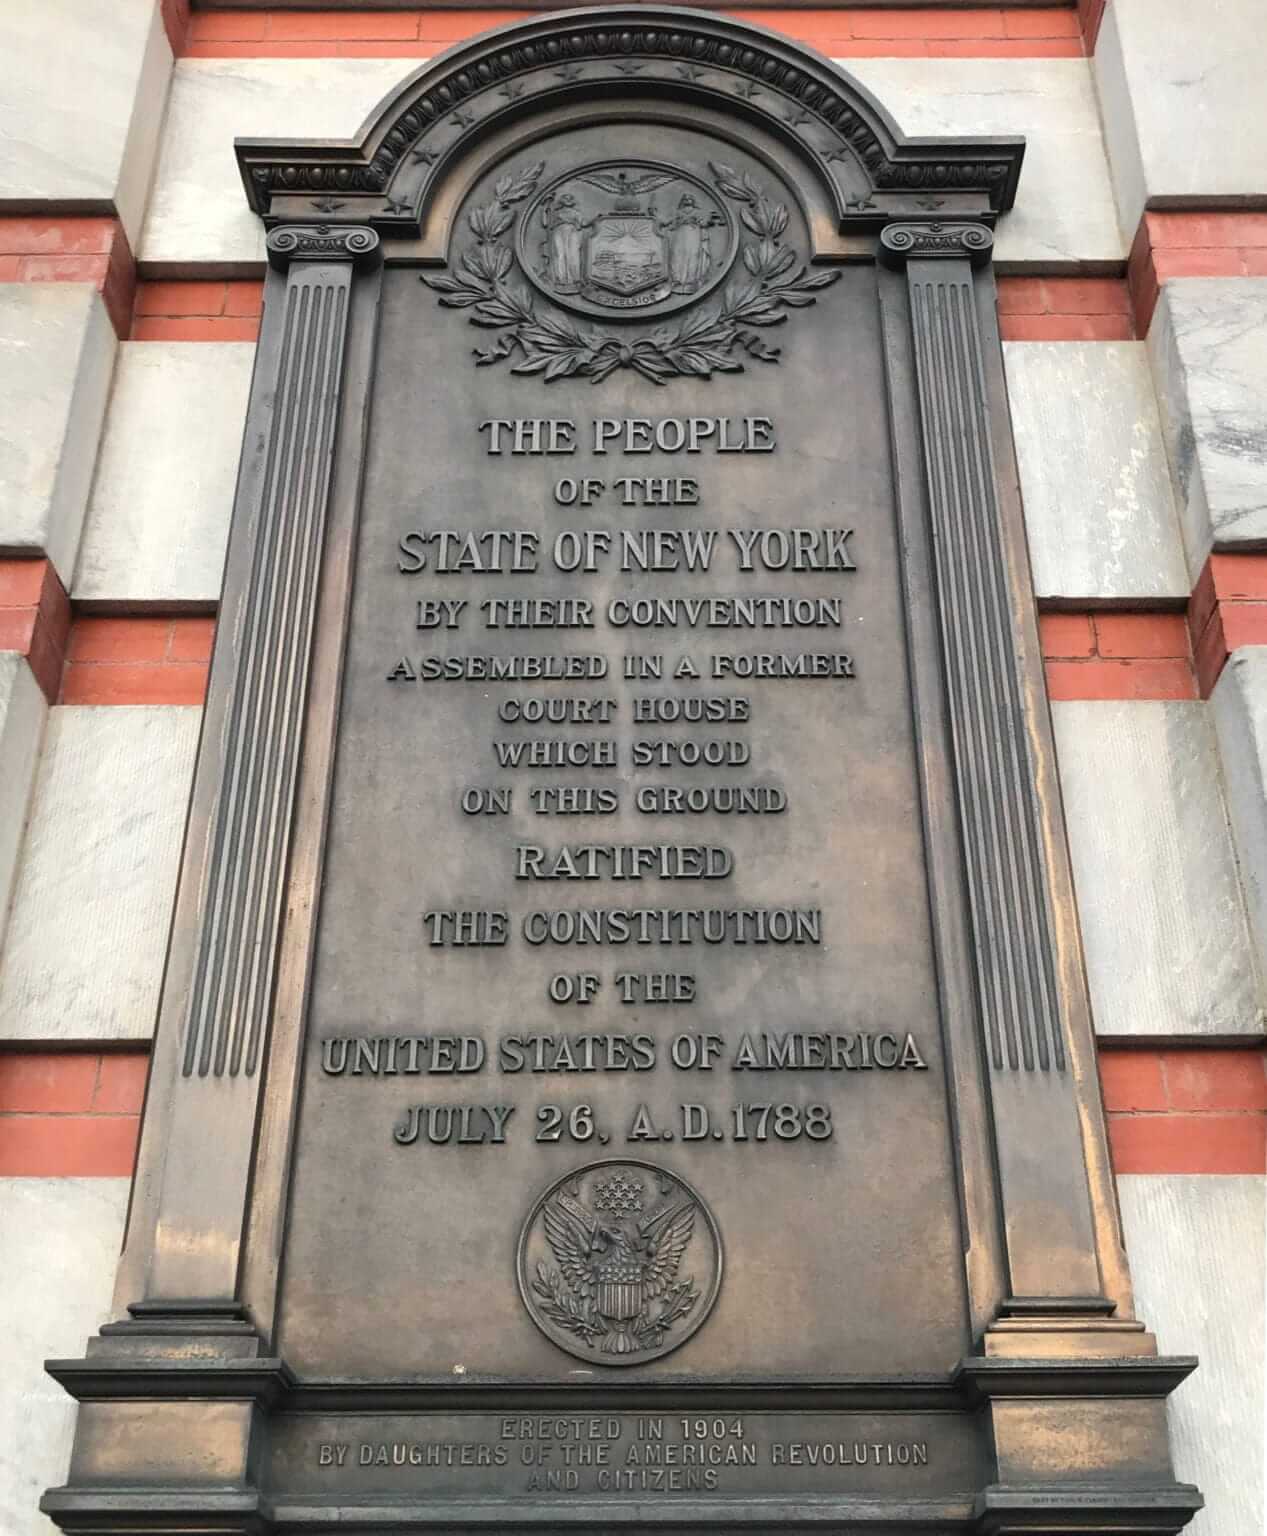 EXCELSIOR
THE PEOPLE
OF THE
STATE OF NEW YORK
BY THEIR CONVENTION
ASSEMBLED IN A FORMER
COURT HOUSE
WHICH STOOD
ON THIS GROUND
RATIFIED
THE CONSTITUTION
OF THE
UNITED STATES OF AMERICA
JULY 26, A.D. 1788
ERECTED IN 1904
BY DAUGHTERS OF THE AMERICAN REVOLUTION
AND CITIZENS